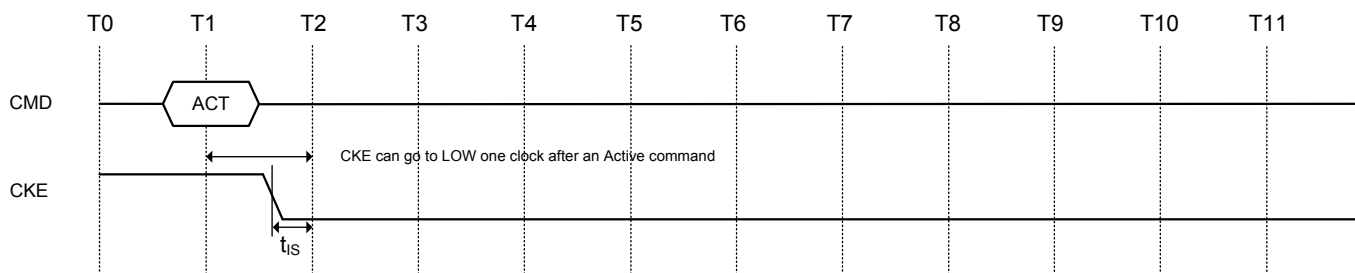 T0 T1 T2 T3 T4 T5 T6 T7 T8 T9 T10 T11
CMD ACT
CKE can go to LOW one clock after an Active command
CKE
tIS